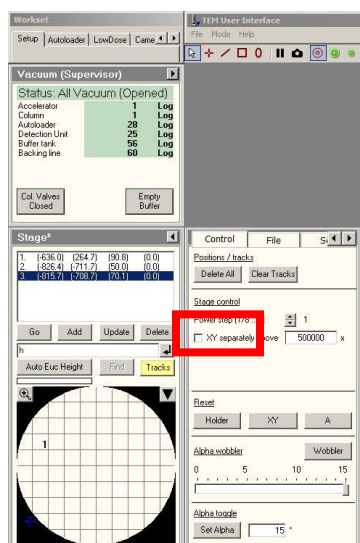 Workset
Setup Autoloader LowDose Came
Vacuum (Supervisor)
Status: All Vacuum (Opened)
Accelerator 1 Log
Column 1 Log
Autoloader 28 Log
Detection Unit 25 Log
Buffer tank 56 Log
Backing line 60 Log
Col. Valves Closed
Empty Buffer
Stage*
1. (-636.0) (264.7) (90.8) (0.0)
2. (-826.4) (-711.7) (50.0) (0.0)
3. (-815.7) (-708.7) (70.1) (0.0)
Go Add Update Delete
h
Auto Euc Height Find Tracks
1
TEM User Interface
File Mode Help
Control File
Positions / tracks
Delete All Clear Tracks
Stage control
Power step (178... 1
XY separately above 500000 x
Reset
Holder XY A
Alpha wobbler Wobbler
0 5 10 15
Alpha toggle
Set Alpha 15 °